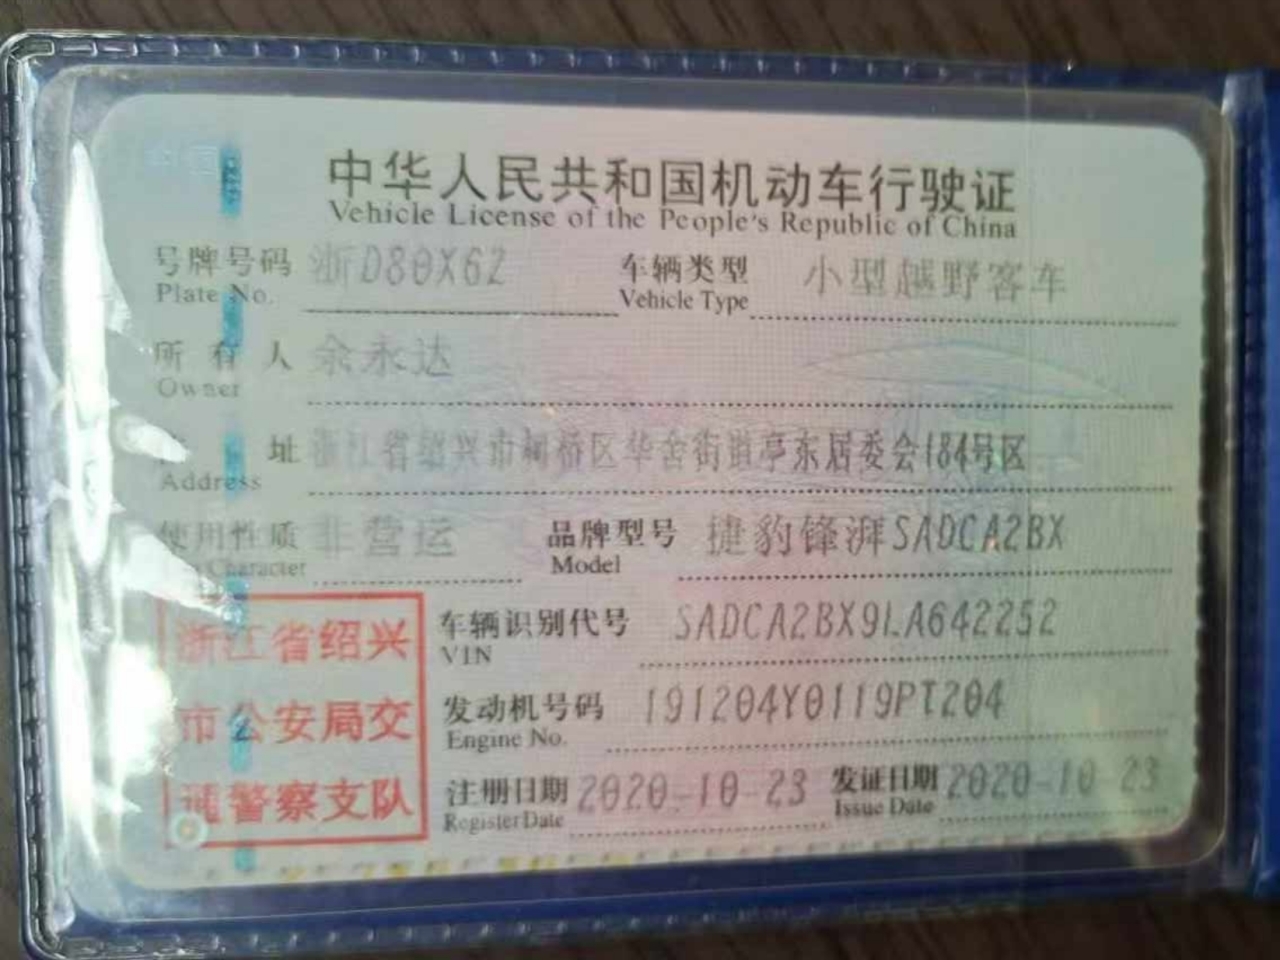 中华人民共和国机动车行驶证
Vehicle License of the People's Republic of China
号牌号码 浙D80X62 车辆类型 小型越野客车
Plate No. Vehicle Type
所有人 余永达
Owner
址 浙江省绍兴市柯桥区华舍街道亭东居委会184号区
Address
使用性质 非营运 品牌型号 捷豹锋湃SADCA2BX
Character Model
车辆识别代号 SADCA2BX9LA642252
VIN
发动机号码 191204Y0119PT204
Engine No.
注册日期 2020-10-23 发证日期 2020-10-23
Register Date Issue Date
浙江省绍兴
市公安局交
通警察支队